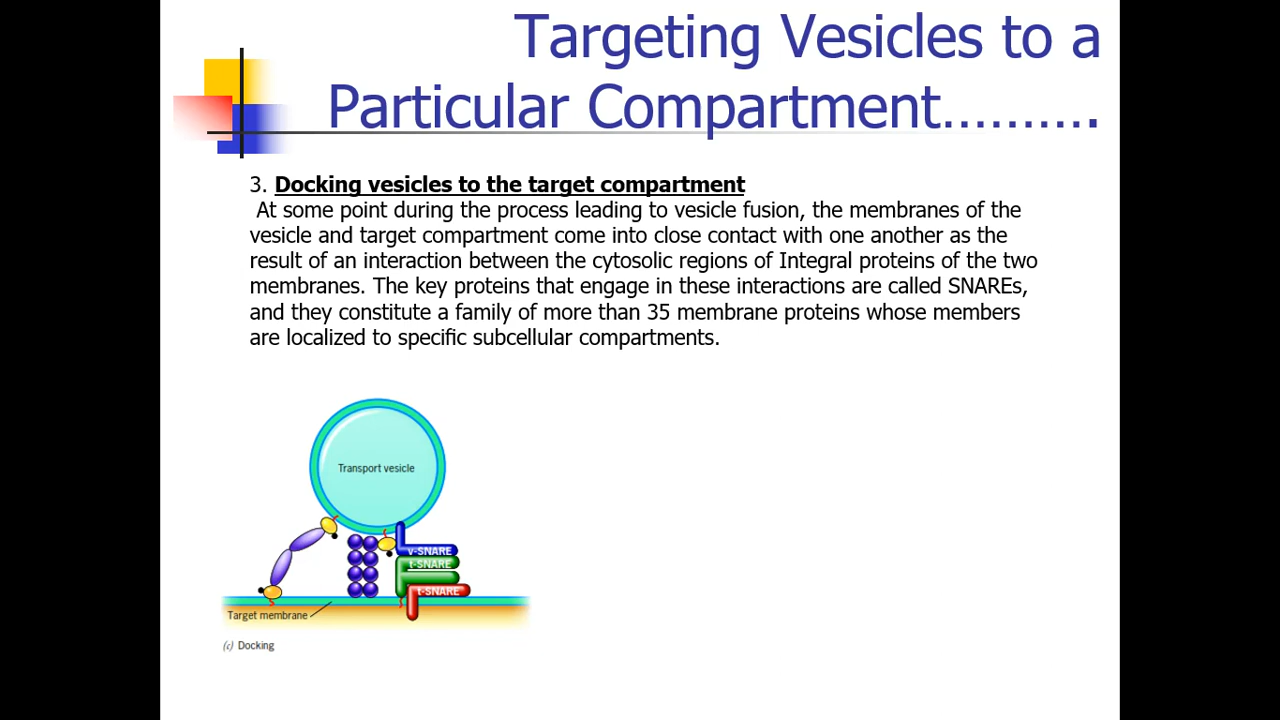 Targeting Vesicles to a
Particular Compartment……….
3. Docking vesicles to the target compartment
At some point during the process leading to vesicle fusion, the membranes of the
vesicle and target compartment come into close contact with one another as the
result of an interaction between the cytosolic regions of Integral proteins of the two
membranes. The key proteins that engage in these interactions are called SNAREs,
and they constitute a family of more than 35 membrane proteins whose members
are localized to specific subcellular compartments.
Transport vesicle
v-SNARE
t-SNARE
t-SNARE
Target membrane
(c) Docking